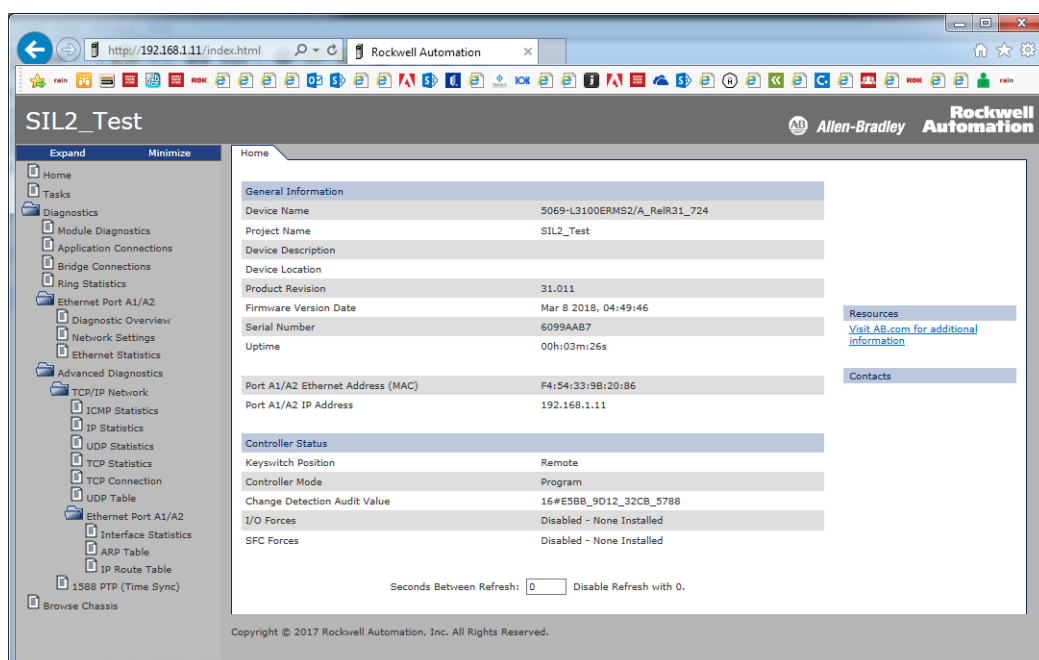 http://192.168.1.11/index.html
Rockwell Automation
SIL2_Test
Allen-Bradley
Rockwell Automation
Expand Minimize
Home
Tasks
Diagnostics
Module Diagnostics
Application Connections
Bridge Connections
Ring Statistics
Ethernet Port A1/A2
Diagnostic Overview
Network Settings
Ethernet Statistics
Advanced Diagnostics
TCP/IP Network
ICMP Statistics
IP Statistics
UDP Statistics
TCP Statistics
TCP Connection
UDP Table
Ethernet Port A1/A2
Interface Statistics
ARP Table
IP Route Table
1588 PTP (Time Sync)
Browse Chassis
Home
General Information
Device Name 5069-L3100ERMS2/A_RelR31_724
Project Name SIL2_Test
Device Description
Device Location
Product Revision 31.011
Firmware Version Date Mar 8 2018, 04:49:46
Serial Number 6099AAB7
Uptime 00h:03m:26s
Port A1/A2 Ethernet Address (MAC) F4:54:33:9B:20:86
Port A1/A2 IP Address 192.168.1.11
Controller Status
Keyswitch Position Remote
Controller Mode Program
Change Detection Audit Value 16#E5BB_9D12_32CB_5788
I/O Forces Disabled - None Installed
SFC Forces Disabled - None Installed
Seconds Between Refresh: 0 Disable Refresh with 0.
Resources
Visit AB.com for additional
information
Contacts
Copyright © 2017 Rockwell Automation, Inc. All Rights Reserved.